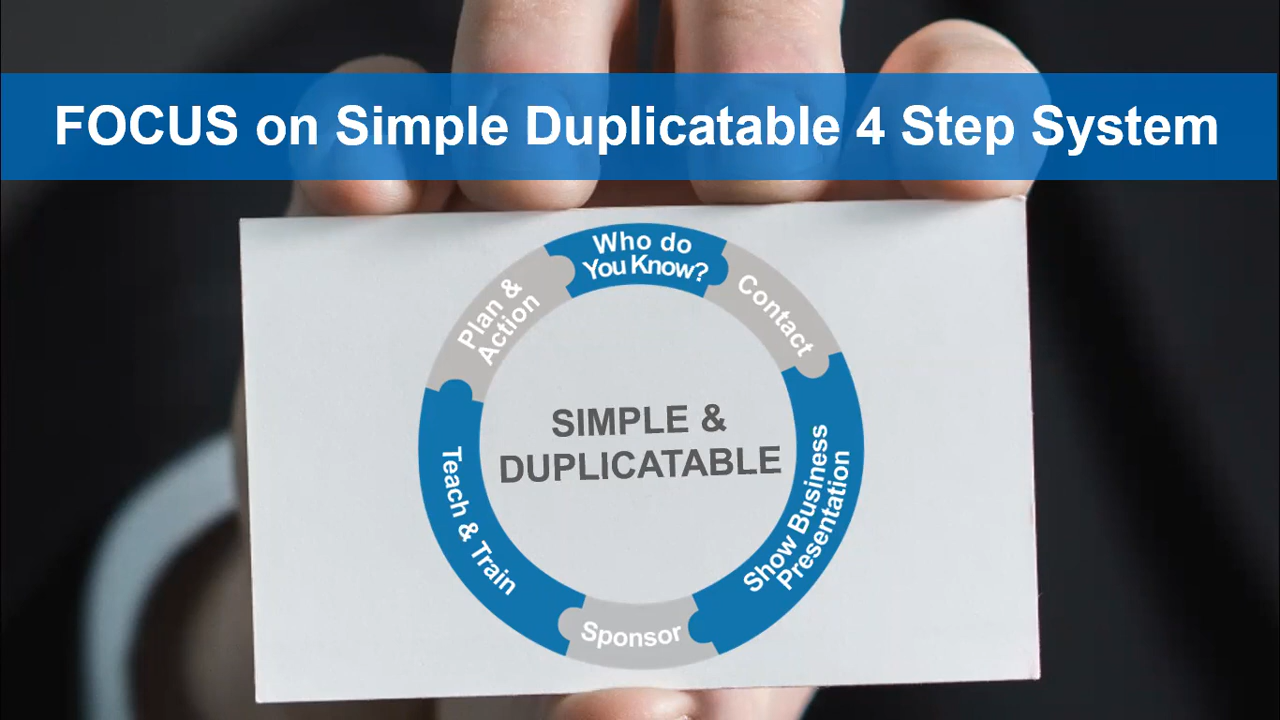 FOCUS on Simple Duplicatable 4 Step System
Who do
You Know?
Contact
Show Business
Presentation
Sponsor
Teach & Train
Plan &
Action
SIMPLE &
DUPLICATABLE